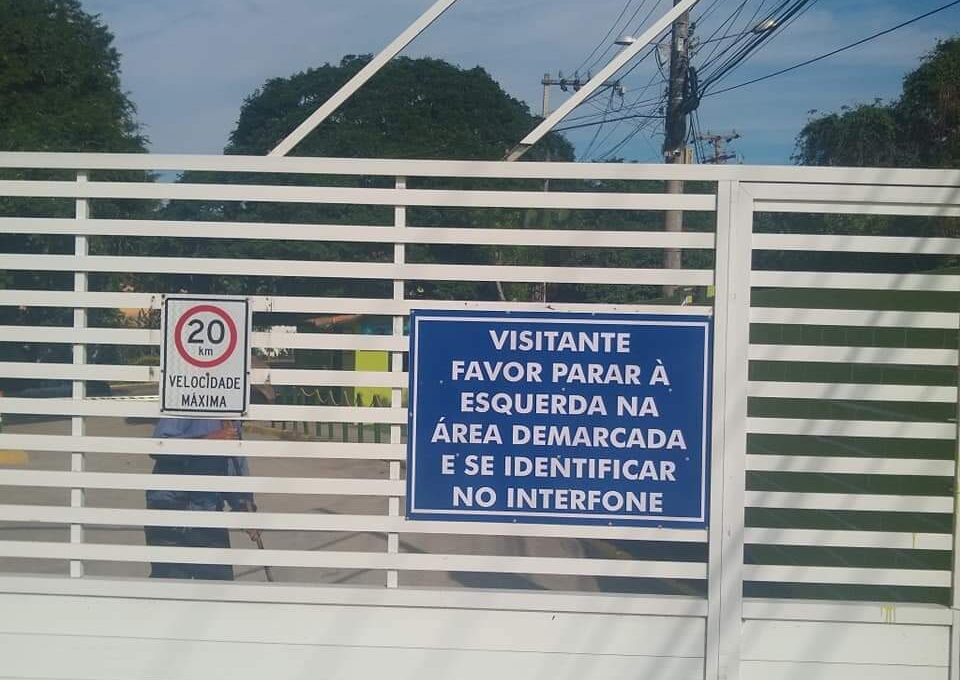 20
km
VELOCIDADE
MÁXIMA
VISITANTE
FAVOR PARAR À
ESQUERDA NA
ÁREA DEMARCADA
E SE IDENTIFICAR
NO INTERFONE